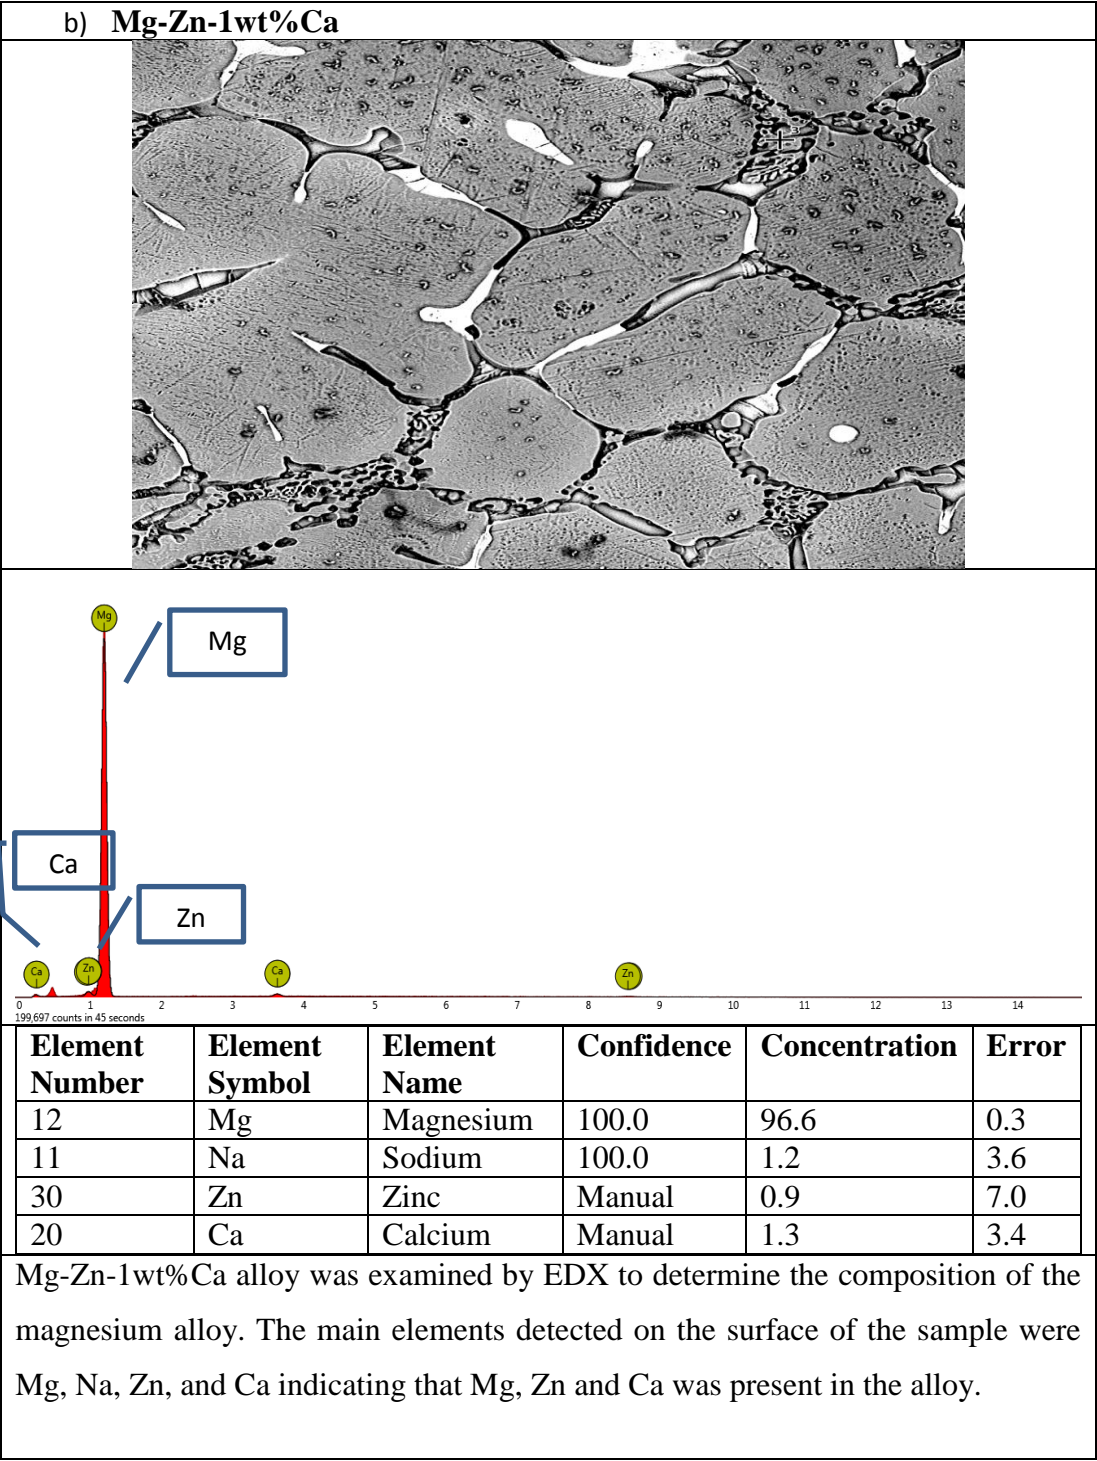 b) Mg-Zn-1wt%Ca
Mg
Mg
Ca
Zn
Ca
Zn
Ca
Zn
0 1 2 3 4 5 6 7 8 9 10 11 12 13 14
199,697 counts in 45 seconds
Element Number | Element Symbol | Element Name | Confidence | Concentration | Error
12 | Mg | Magnesium | 100.0 | 96.6 | 0.3
11 | Na | Sodium | 100.0 | 1.2 | 3.6
30 | Zn | Zinc | Manual | 0.9 | 7.0
20 | Ca | Calcium | Manual | 1.3 | 3.4
Mg-Zn-1wt%Ca alloy was examined by EDX to determine the composition of the
magnesium alloy. The main elements detected on the surface of the sample were
Mg, Na, Zn, and Ca indicating that Mg, Zn and Ca was present in the alloy.